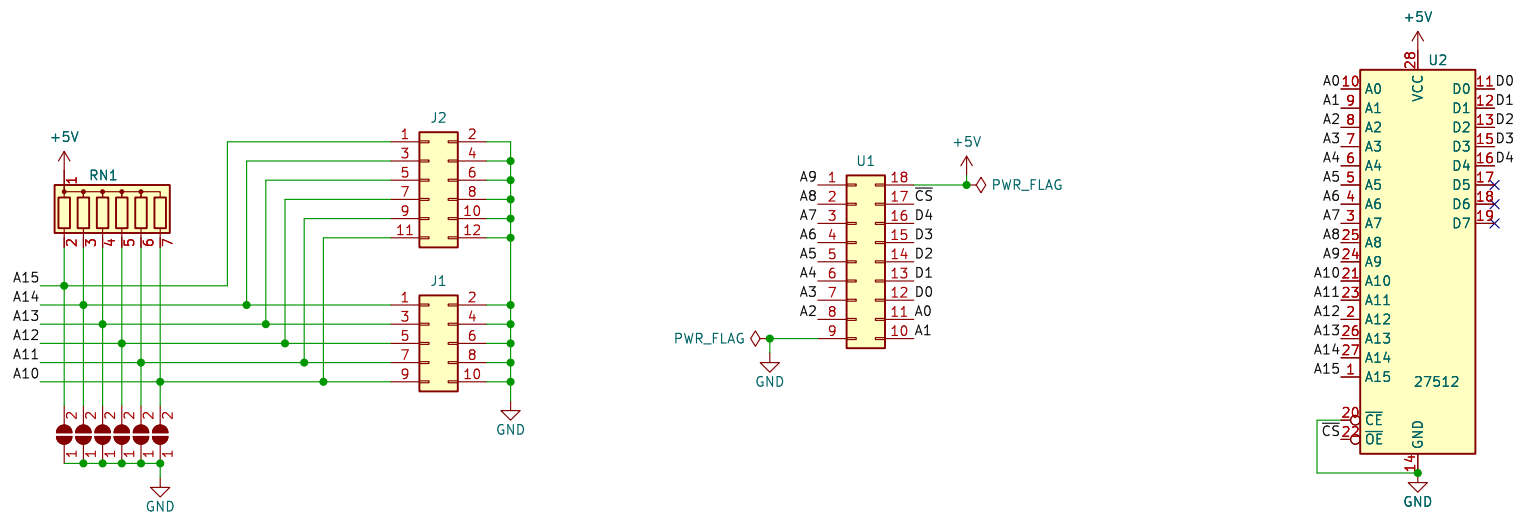 +5V
RN1
1
2 3 4 5 6 7
A15
A14
A13
A12
A11
A10
2 2 2 2 2 2
1 1 1 1 1 1
GND
J2
1 2
3 4
5 6
7 8
9 10
11 12
J1
1 2
3 4
5 6
7 8
9 10
GND
+5V
PWR_FLAG
U1
A9 1 18
A8 2 17 CS
A7 3 16 D4
A6 4 15 D3
A5 5 14 D2
A4 6 13 D1
A3 7 12 D0
A2 8 11 A0
PWR_FLAG 9 10 A1
GND
+5V
28 U2
VCC
A0 10 A0 D0 11 D0
A1 9 A1 D1 12 D1
A2 8 A2 D2 13 D2
A3 7 A3 D3 15 D3
A4 6 A4 D4 16 D4
A5 5 A5 D5 17
A6 4 A6 D6 18
A7 3 A7 D7 19
A8 25 A8
A9 24 A9
A10 21 A10
A11 23 A11
A12 2 A12
A13 26 A13
A14 27 A14
A15 1 A15
27512
20 CE
CS 22 OE
GND
14
GND